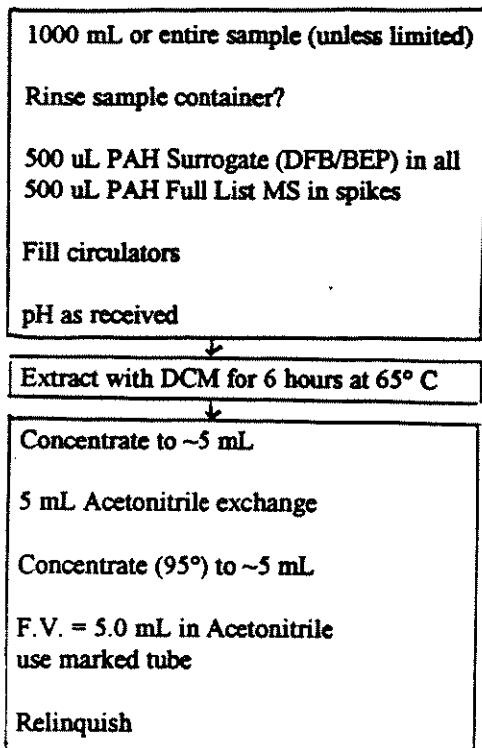 1000 mL or entire sample (unless limited)
Rinse sample container?
500 uL PAH Surrogate (DFB/BEP) in all
500 uL PAH Full List MS in spikes
Fill circulators
pH as received
Extract with DCM for 6 hours at 65° C
Concentrate to ~5 mL
5 mL Acetonitrile exchange
Concentrate (95°) to ~5 mL
F.V. = 5.0 mL in Acetonitrile
use marked tube
Relinquish